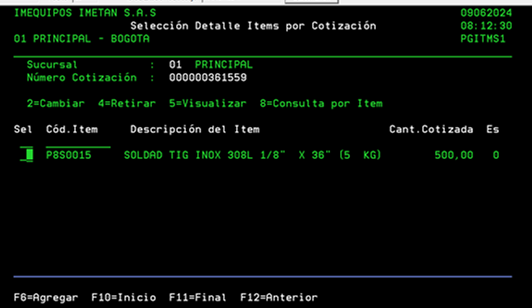 IMEQUIPOS IMETAN S.A.S 09062024
Selección Detalle Items por Cotización 08:12:30
01 PRINCIPAL - BOGOTA PGITMS1
Sucursal : 01 PRINCIPAL
Número Cotización : 000000361559
2=Cambiar 4=Retirar 5=Visualizar 8=Consulta por Item
Sel Cód.Item Descripción del Item Cant.Cotizada Es
P8S0015 SOLDAD TIG INOX 308L 1/8" X 36" (5 KG) 500,00 0
F6=Agregar F10=Inicio F11=Final F12=Anterior